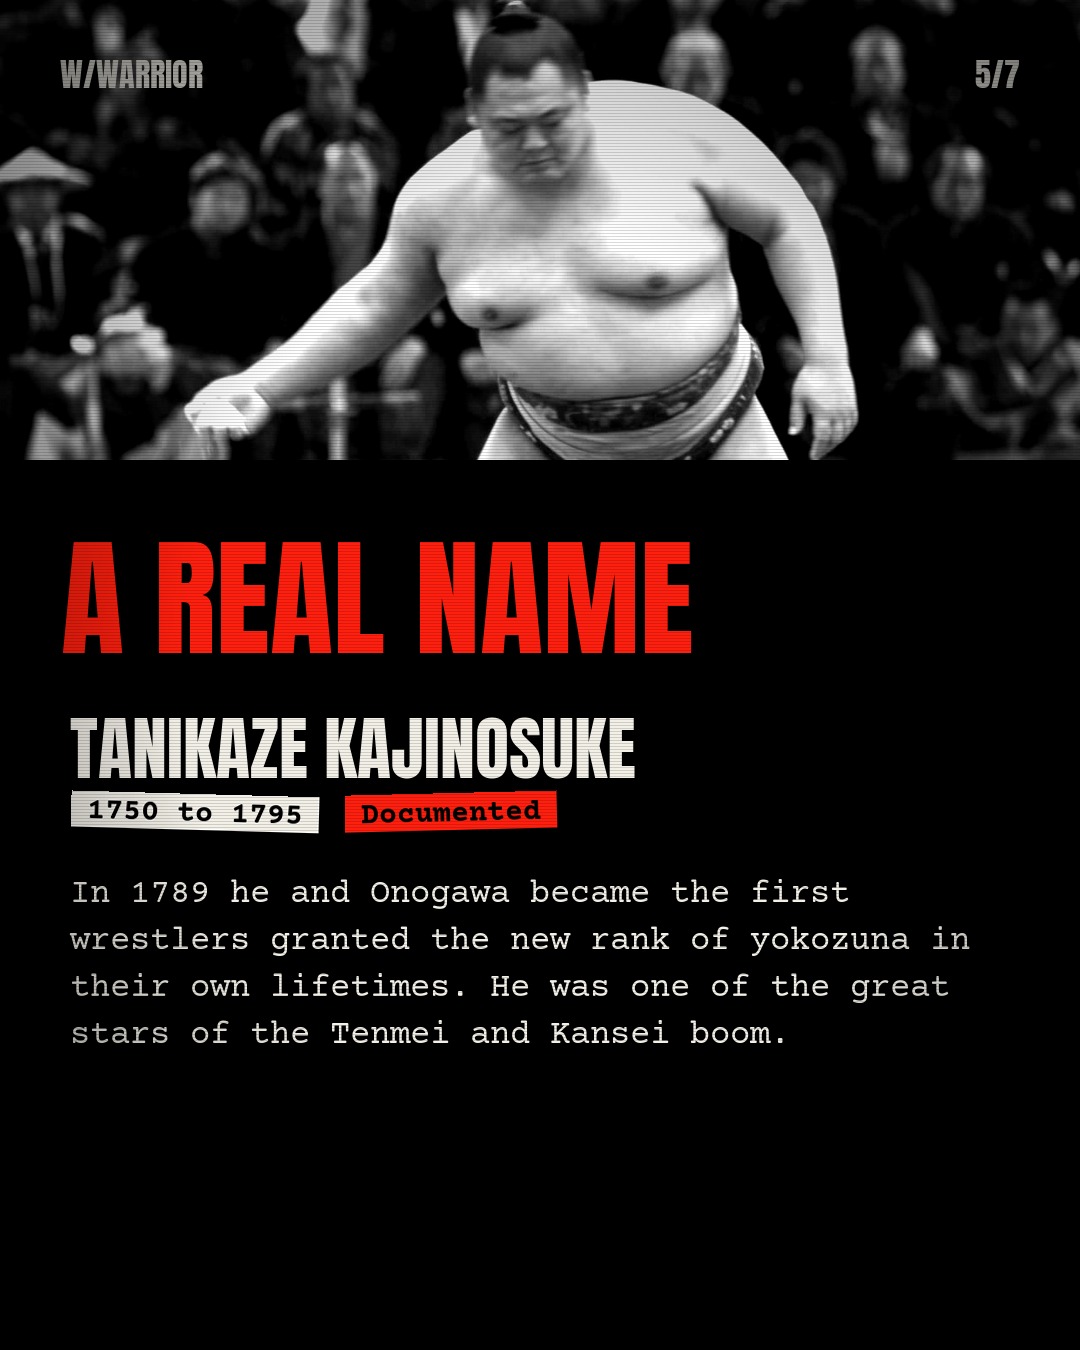 W/WARRIOR
5/7
A REAL NAME
TANIKAZE KAJINOSUKE
1750 to 1795 Documented
In 1789 he and Onogawa became the first
wrestlers granted the new rank of yokozuna in
their own lifetimes. He was one of the great
stars of the Tenmei and Kansei boom.